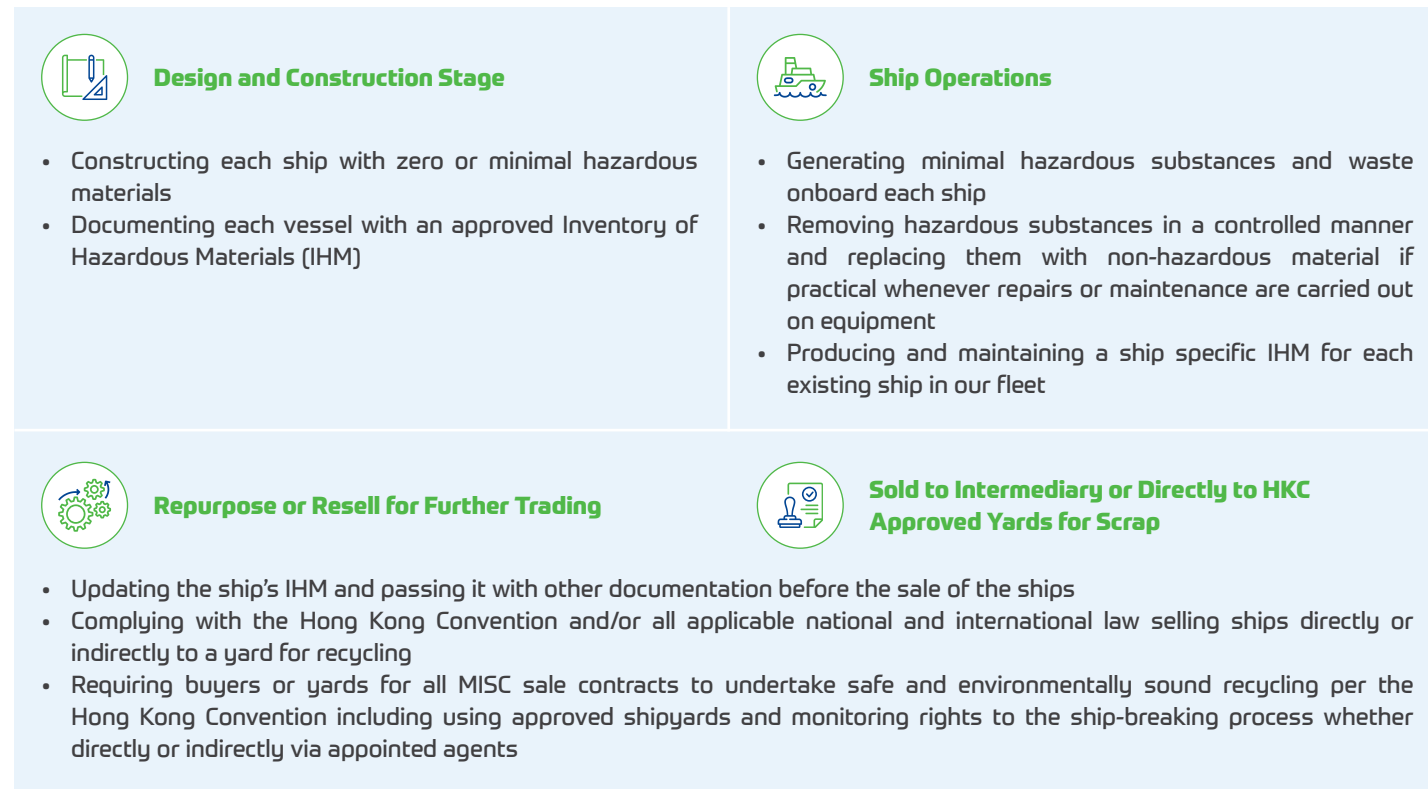 Design and Construction Stage
• Constructing each ship with zero or minimal hazardous
materials
• Documenting each vessel with an approved Inventory of
Hazardous Materials (IHM)
Ship Operations
• Generating minimal hazardous substances and waste
onboard each ship
• Removing hazardous substances in a controlled manner
and replacing them with non-hazardous material if
practical whenever repairs or maintenance are carried out
on equipment
• Producing and maintaining a ship specific IHM for each
existing ship in our fleet
Repurpose or Resell for Further Trading
Sold to Intermediary or Directly to HKC
Approved Yards for Scrap
• Updating the ship's IHM and passing it with other documentation before the sale of the ships
• Complying with the Hong Kong Convention and/or all applicable national and international law selling ships directly or
indirectly to a yard for recycling
• Requiring buyers or yards for all MISC sale contracts to undertake safe and environmentally sound recycling per the
Hong Kong Convention including using approved shipyards and monitoring rights to the ship-breaking process whether
directly or indirectly via appointed agents